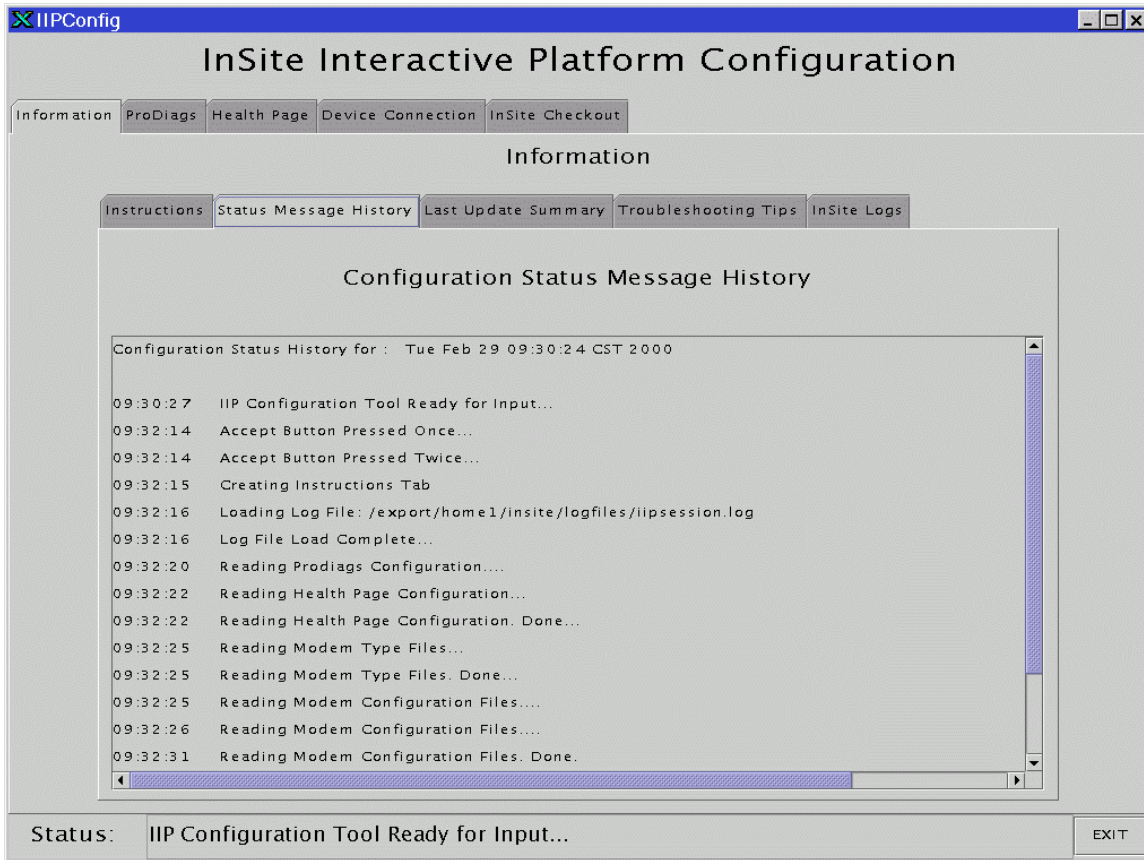 IIPConfig
InSite Interactive Platform Configuration
Information ProDiags Health Page Device Connection InSite Checkout
Information
Instructions Status Message History Last Update Summary Troubleshooting Tips InSite Logs
Configuration Status Message History
Configuration Status History for : Tue Feb 29 09:30:24 CST 2000
09:30:27 IIP Configuration Tool Ready for Input...
09:32:14 Accept Button Pressed Once...
09:32:14 Accept Button Pressed Twice...
09:32:15 Creating Instructions Tab
09:32:16 Loading Log File: /export/home1/insite/logfiles/iipsession.log
09:32:16 Log File Load Complete...
09:32:20 Reading Prodiags Configuration....
09:32:22 Reading Health Page Configuration...
09:32:22 Reading Health Page Configuration. Done...
09:32:25 Reading Modem Type Files...
09:32:25 Reading Modem Type Files. Done...
09:32:25 Reading Modem Configuration Files....
09:32:26 Reading Modem Configuration Files....
09:32:31 Reading Modem Configuration Files. Done.
Status: IIP Configuration Tool Ready for Input... EXIT